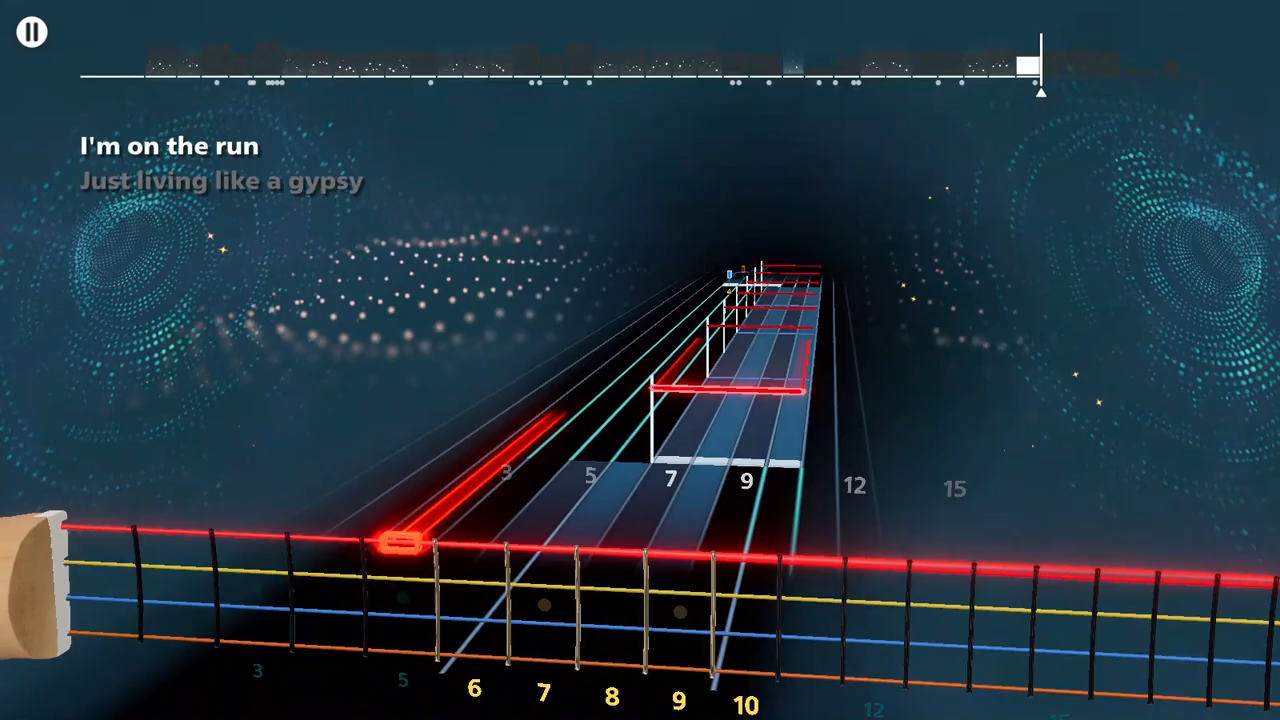 I'm on the run
Just living like a gypsy
3 5 7 9 12 15
3 5 6 7 8 9 10 12 15